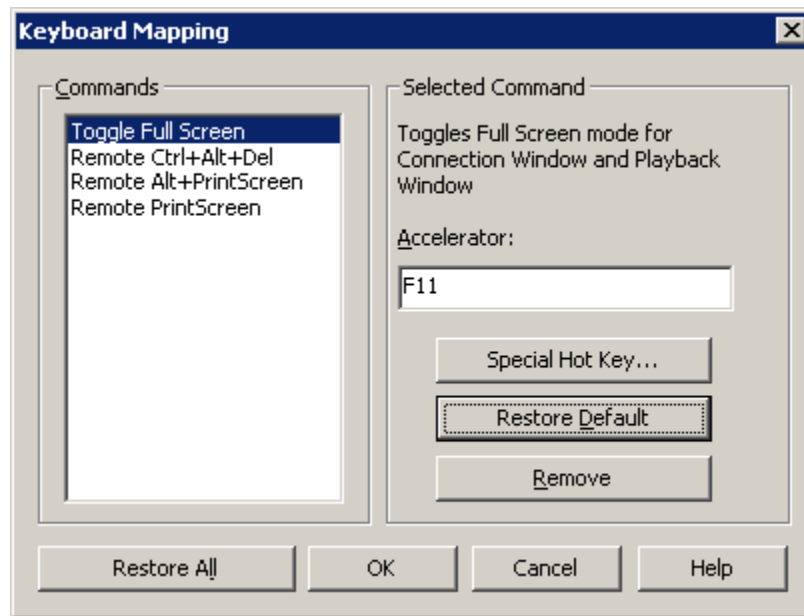 Keyboard Mapping
Commands
Toggle Full Screen
Remote Ctrl+Alt+Del
Remote Alt+PrintScreen
Remote PrintScreen
Selected Command
Toggles Full Screen mode for
Connection Window and Playback
Window
Accelerator:
F11
Special Hot Key...
Restore Default
Remove
Restore All
OK
Cancel
Help